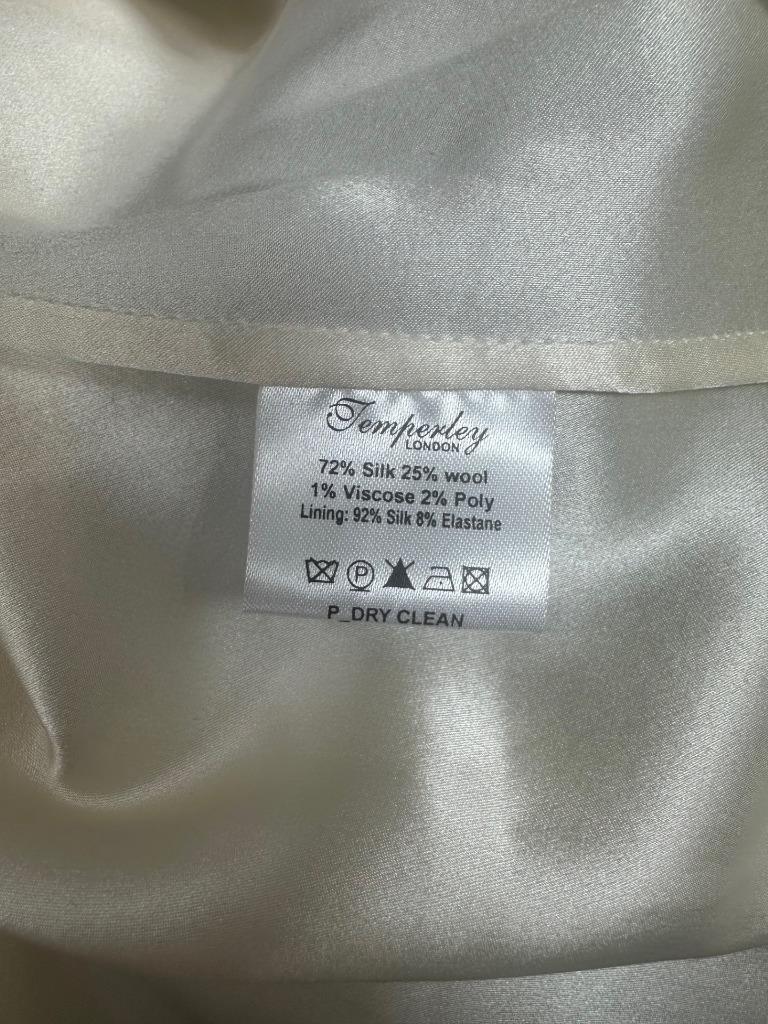 Temperley
LONDON
72% Silk 25% wool
1% Viscose 2% Poly
Lining: 92% Silk 8% Elastane
P
P_DRY CLEAN